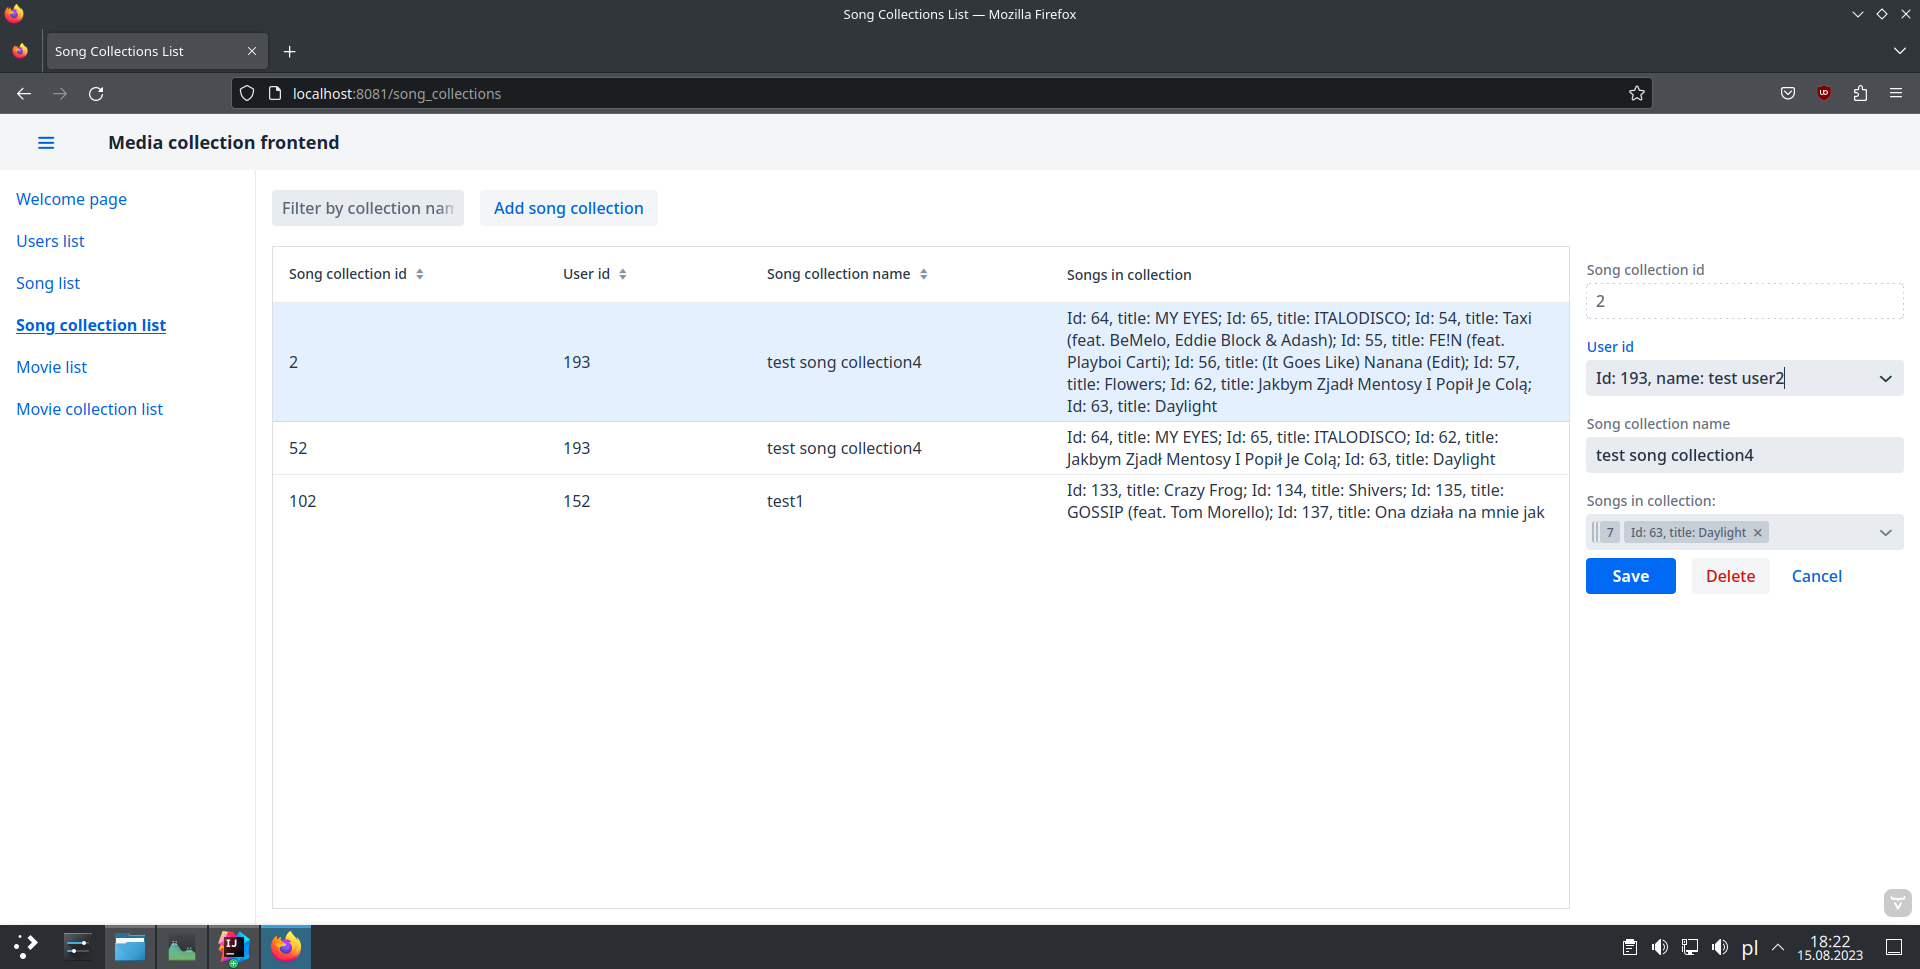 Song Collections List — Mozilla Firefox
Song Collections List
localhost:8081/song_collections
Media collection frontend
Welcome page
Users list
Song list
Song collection list
Movie list
Movie collection list
Filter by collection nam
Add song collection
Song collection id
User id
Song collection name
Songs in collection
2
193
test song collection4
Id: 64, title: MY EYES; Id: 65, title: ITALODISCO; Id: 54, title: Taxi
(feat. BeMelo, Eddie Block & Adash); Id: 55, title: FE!N (feat.
Playboi Carti); Id: 56, title: (It Goes Like) Nanana (Edit); Id: 57,
title: Flowers; Id: 62, title: Jakbym Zjadł Mentosy I Popił Je Colą;
Id: 63, title: Daylight
52
193
test song collection4
Id: 64, title: MY EYES; Id: 65, title: ITALODISCO; Id: 62, title:
Jakbym Zjadł Mentosy I Popił Je Colą; Id: 63, title: Daylight
102
152
test1
Id: 133, title: Crazy Frog; Id: 134, title: Shivers; Id: 135, title:
GOSSIP (feat. Tom Morello); Id: 137, title: Ona działa na mnie jak
Song collection id
2
User id
Id: 193, name: test user2
Song collection name
test song collection4
Songs in collection:
7
Id: 63, title: Daylight
Save
Delete
Cancel
IJ
pl
18:22
15.08.2023